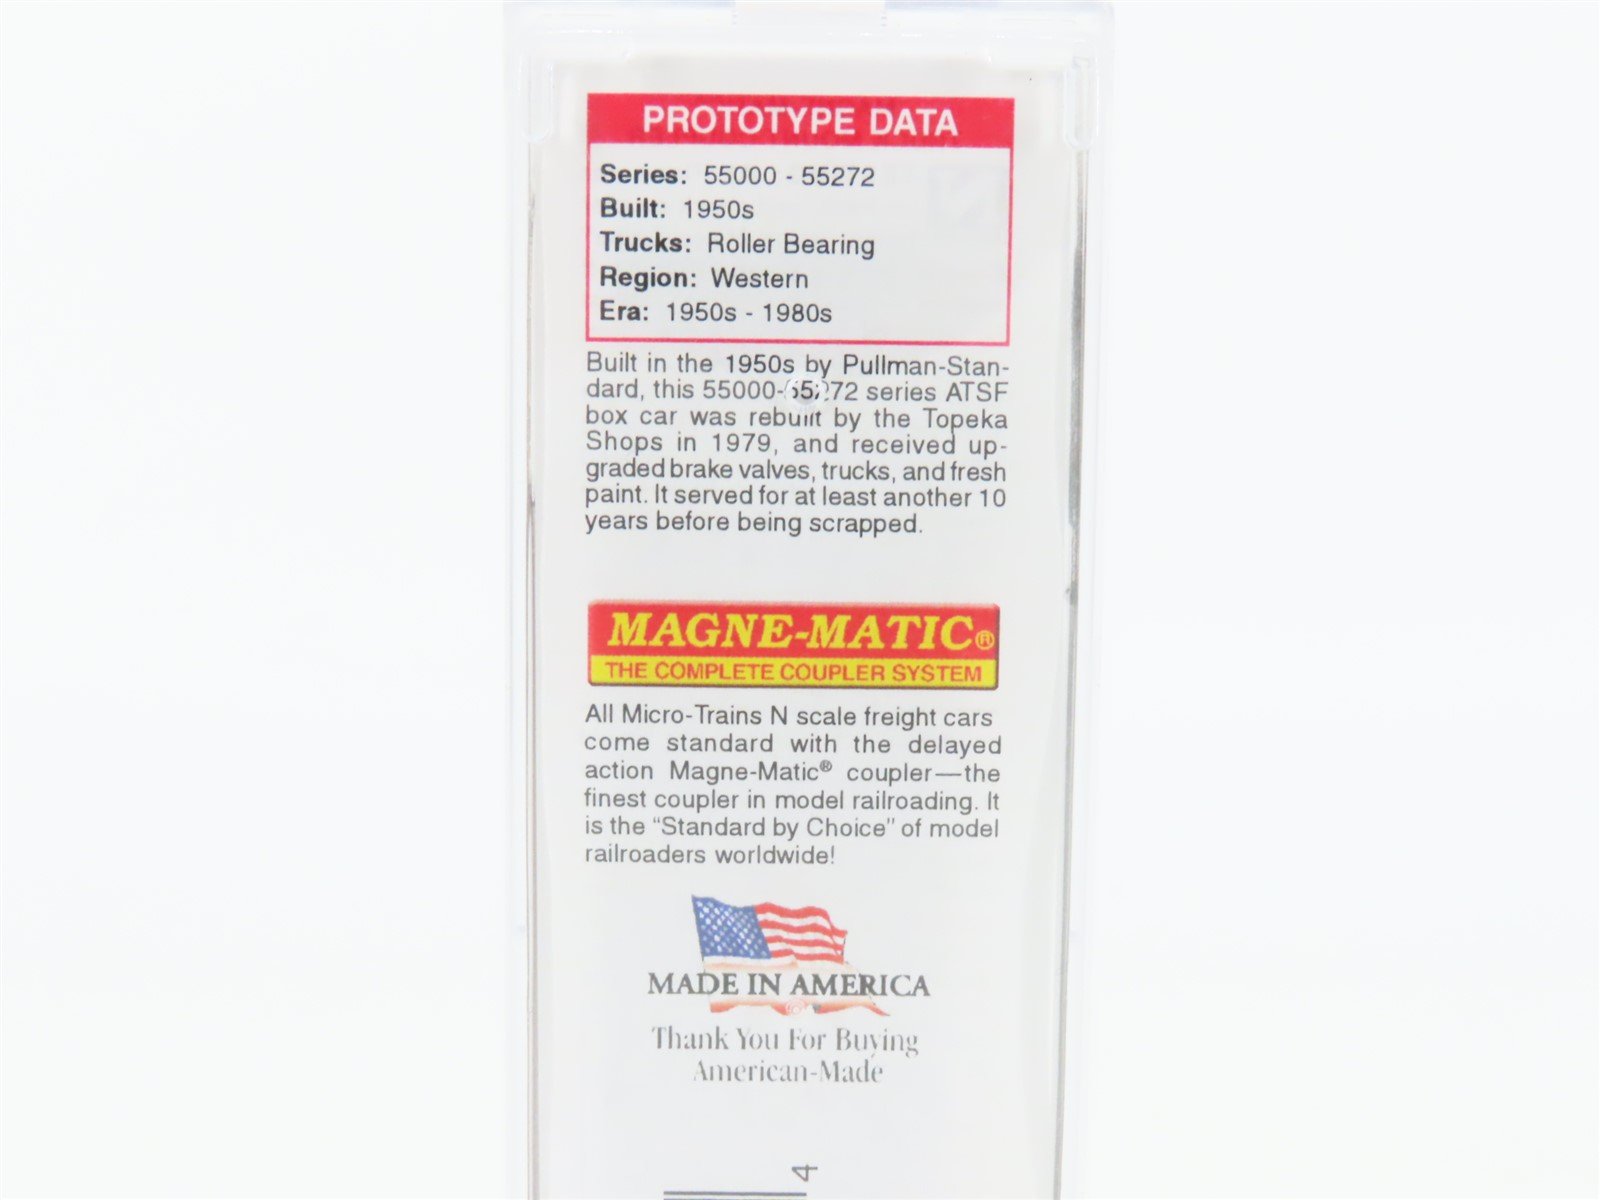 PROTOTYPE DATA
Series: 55000 - 55272
Built: 1950s
Trucks: Roller Bearing
Region: Western
Era: 1950s - 1980s
Built in the 1950s by Pullman-Stan-
dard, this 55000-55272 series ATSF
box car was rebuilt by the Topeka
Shops in 1979, and received up-
graded brake valves, trucks, and fresh
paint. It served for at least another 10
years before being scrapped.
MAGNE-MATIC®
THE COMPLETE COUPLER SYSTEM
All Micro-Trains N scale freight cars
come standard with the delayed
action Magne-Matic® coupler—the
finest coupler in model railroading. It
is the “Standard by Choice” of model
railroaders worldwide!
MADE IN AMERICA
Thank You For Buying
American-Made
4